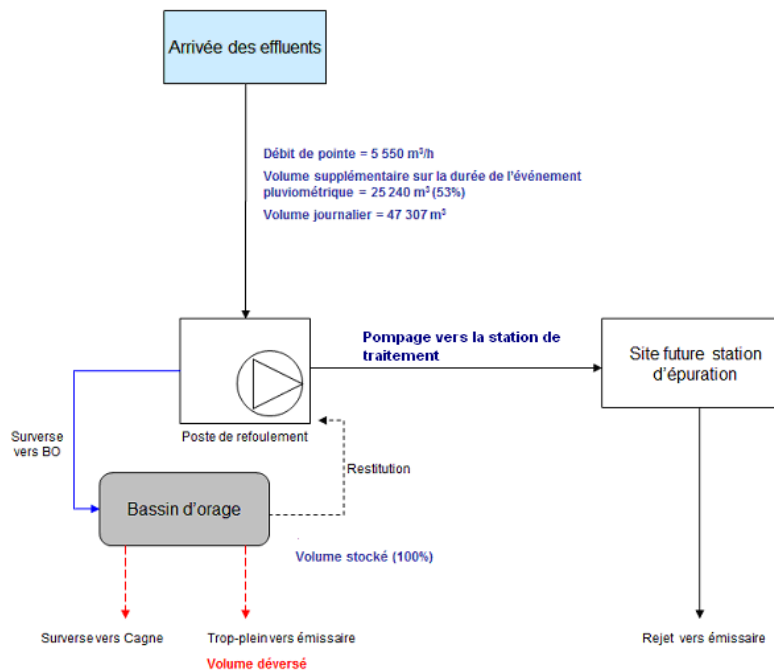 Arrivée des effluents
Débit de pointe = 5 550 m³/h
Volume supplémentaire sur la durée de l'événement
pluviométrique = 25 240 m³ (53%)
Volume journalier = 47 307 m³
Pompage vers la station de
traitement
Site future station
d'épuration
Poste de refoulement
Surverse
vers BO
Restitution
Bassin d'orage
Volume stocké (100%)
Surverse vers Cagne
Trop-plein vers émissaire
Rejet vers émissaire
Volume déversé